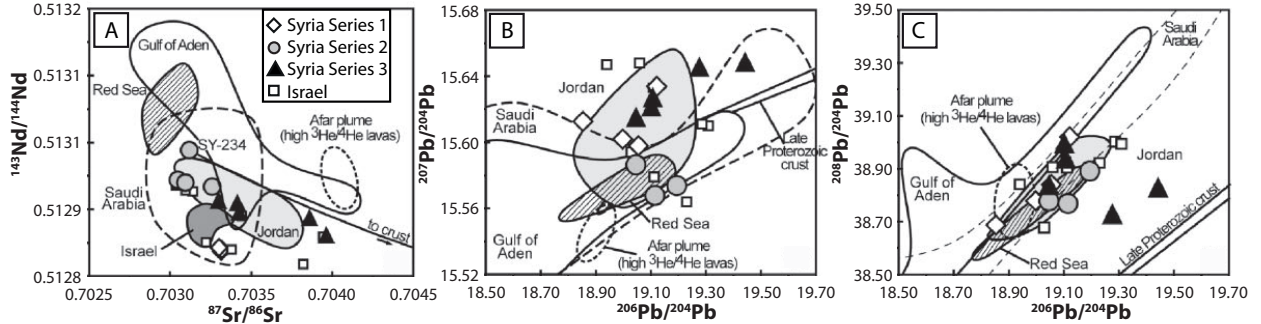 A
Syria Series 1
Syria Series 2
Syria Series 3
Israel
Gulf of Aden
Red Sea
SY-234
Afar plume
(high ³He/⁴He lavas)
Saudi
Arabia
Israel
Jordan
to crust
0.5132
0.5131
0.5131
0.5130
0.5129
0.5128
¹⁴³Nd/¹⁴⁴Nd
0.7025
0.7030
0.7035
0.7040
0.7045
⁸⁷Sr/⁸⁶Sr
B
Jordan
Saudi
Arabia
Late
Proterozoic
crust
Red Sea
Gulf of
Aden
Afar plume
(high ³He/⁴He lavas)
15.68
15.64
15.60
15.56
15.52
²⁰⁷Pb/²⁰⁴Pb
18.50
18.70
18.90
19.10
19.30
19.50
19.70
²⁰⁶Pb/²⁰⁴Pb
C
Saudi
Arabia
Afar plume
(high ³He/⁴He lavas)
Jordan
Gulf of
Aden
Red Sea
Late Proterozoic crust
39.50
39.30
39.10
38.90
38.70
38.50
²⁰⁸Pb/²⁰⁴Pb
18.50
18.70
18.90
19.10
19.30
19.50
19.70
²⁰⁶Pb/²⁰⁴Pb